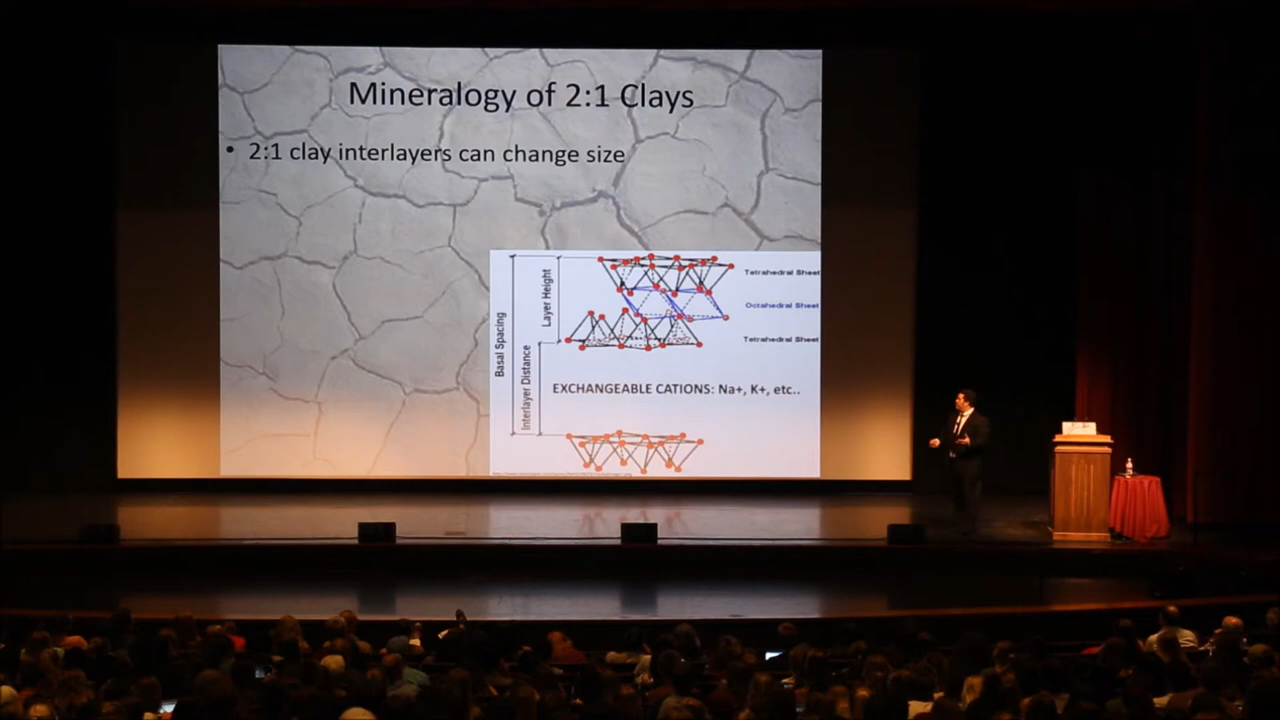 Mineralogy of 2:1 Clays
• 2:1 clay interlayers can change size
Tetrahedral Sheet
Octahedral Sheet
Tetrahedral Sheet
Layer Height
Basal Spacing
Interlayer Distance
EXCHANGEABLE CATIONS: Na+, K+, etc..